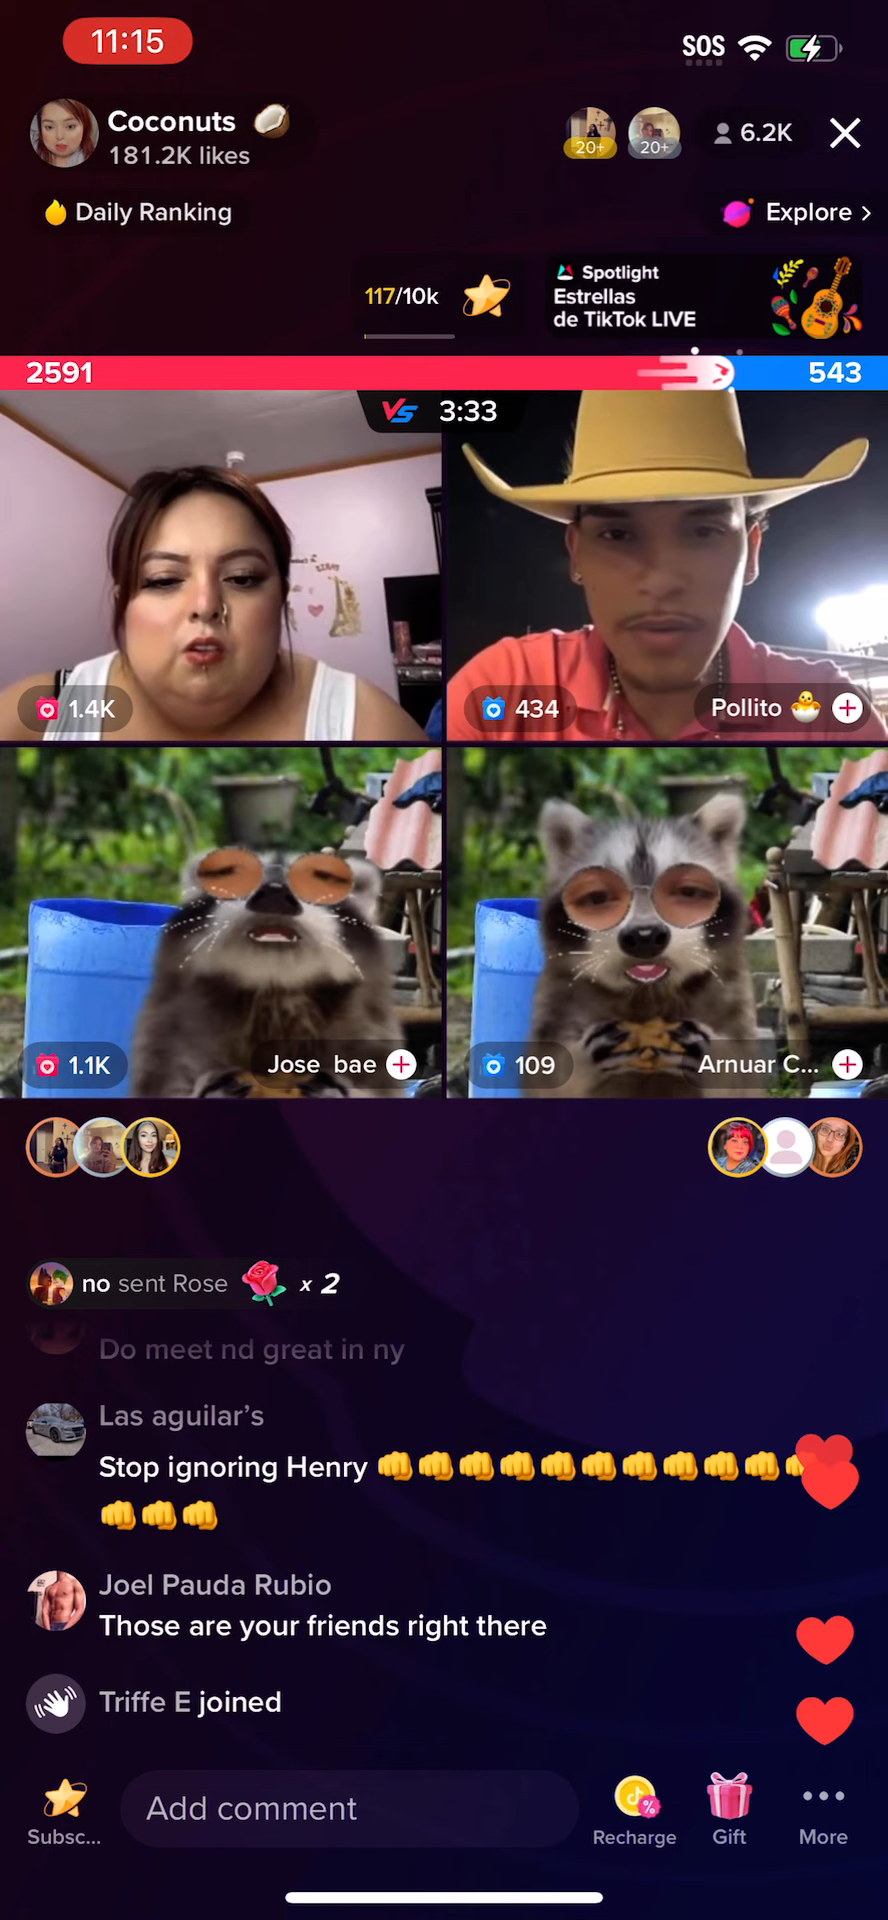 11:15
SOS
Coconuts 🥥
181.2K likes
20+
20+
6.2K
Daily Ranking
Explore >
117/10k
Spotlight
Estrellas
de TikTok LIVE
2591
543
VS 3:33
1.4K
434
Pollito 🐣
1.1K
Jose bae
109
Arnuar C...
no sent Rose 🌹 x 2
Do meet nd great in ny
Las aguilar's
Stop ignoring Henry 👊👊👊👊👊👊👊👊👊👊👊
👊👊👊
Joel Pauda Rubio
Those are your friends right there
Triffe E joined
Add comment
Subsc...
Recharge
Gift
More